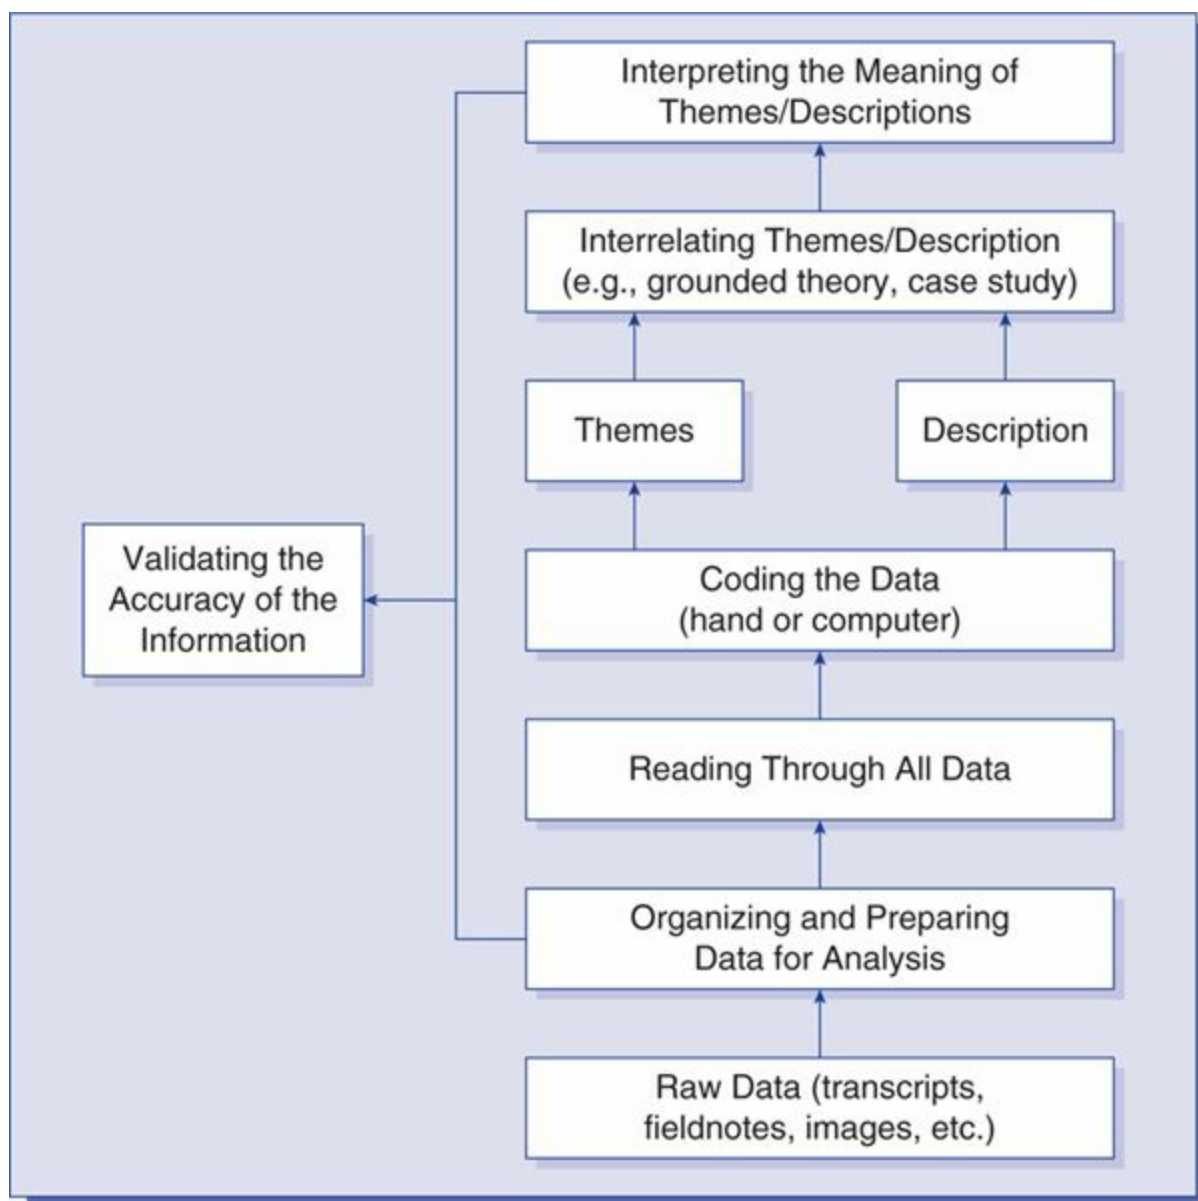 Interpreting the Meaning of
Themes/Descriptions
Interrelating Themes/Description
(e.g., grounded theory, case study)
Themes
Description
Validating the
Accuracy of the
Information
Coding the Data
(hand or computer)
Reading Through All Data
Organizing and Preparing
Data for Analysis
Raw Data (transcripts,
fieldnotes, images, etc.)